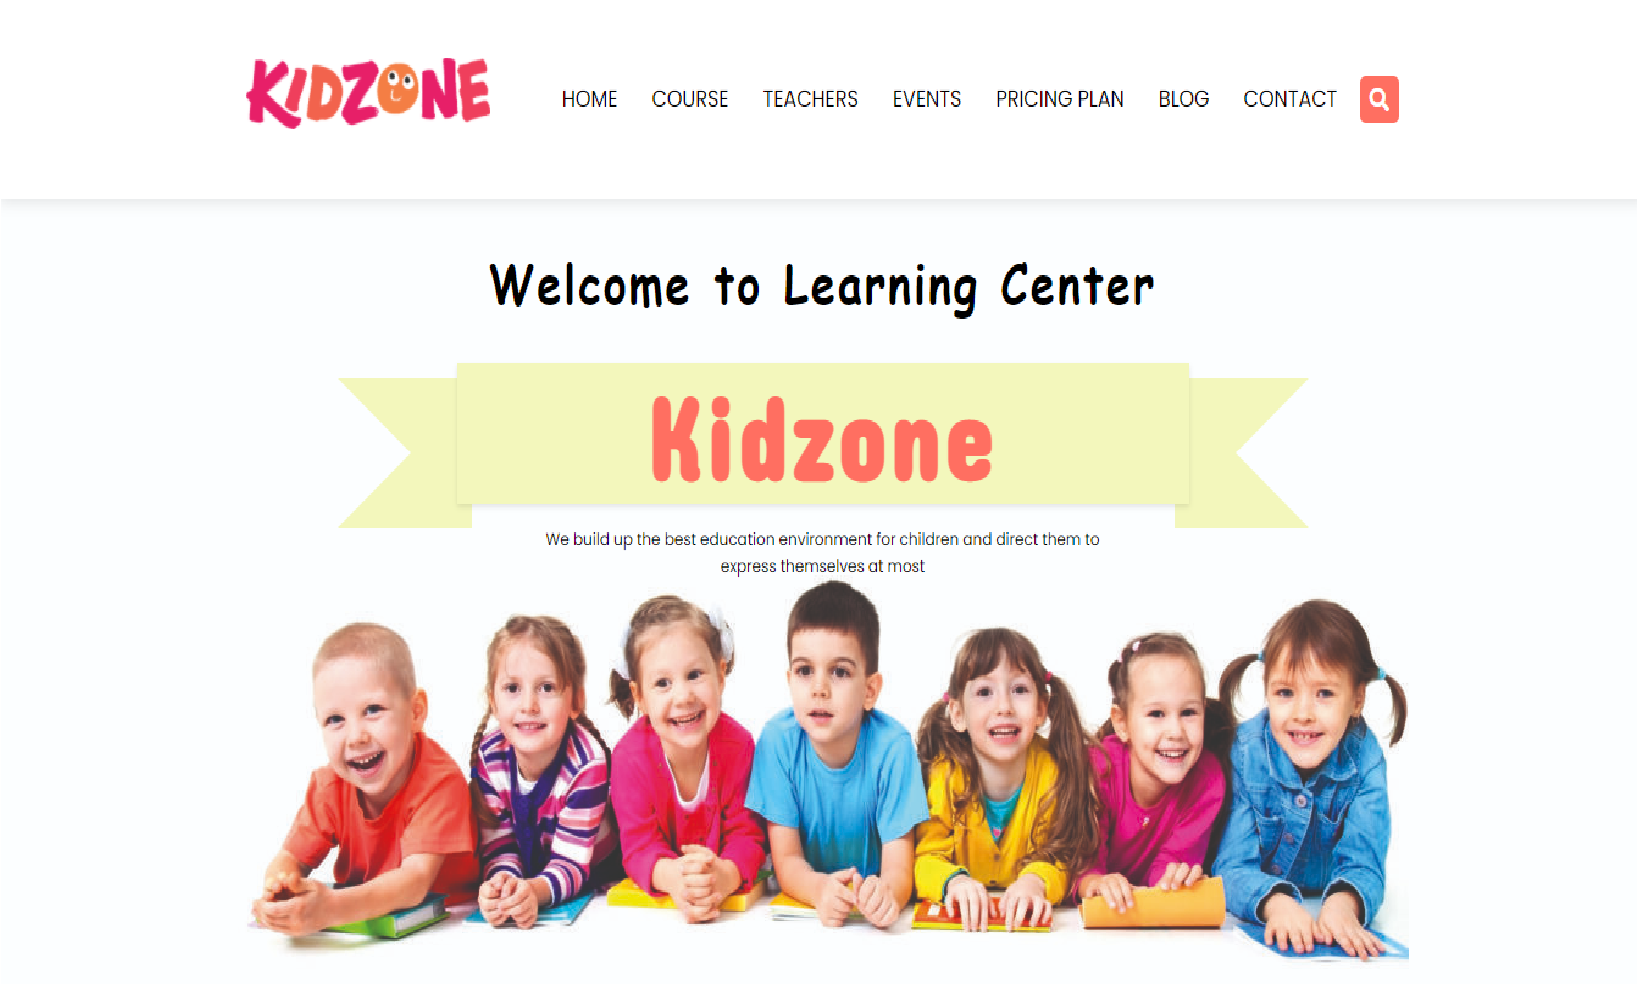 KIDZONE
HOME COURSE TEACHERS EVENTS PRICING PLAN BLOG CONTACT
Welcome to Learning Center
Kidzone
We build up the best education environment for children and direct them to
express themselves at most